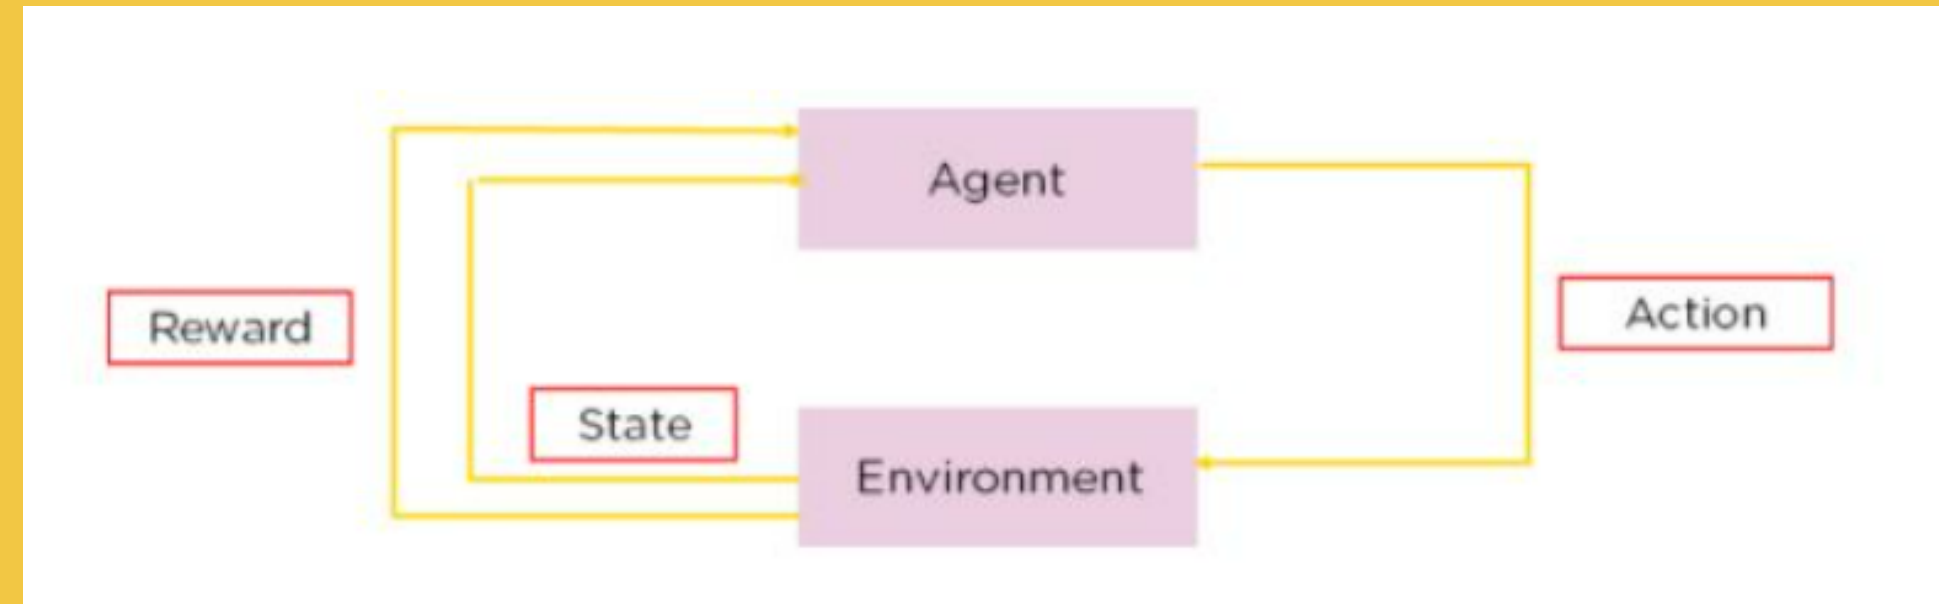 Agent
Reward
Action
State
Environment